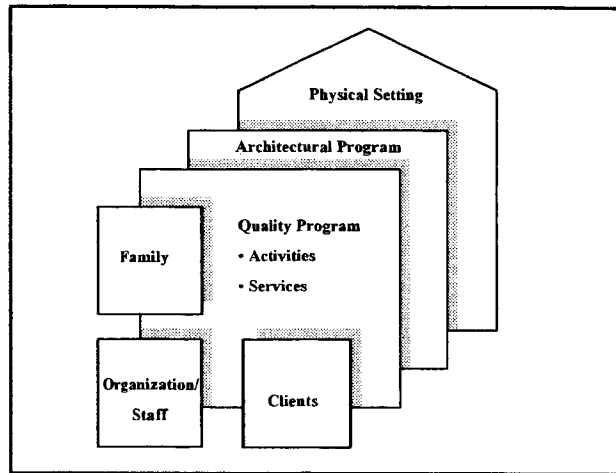 Physical Setting
Architectural Program
Quality Program
• Activities
• Services
Family
Organization/
Staff
Clients